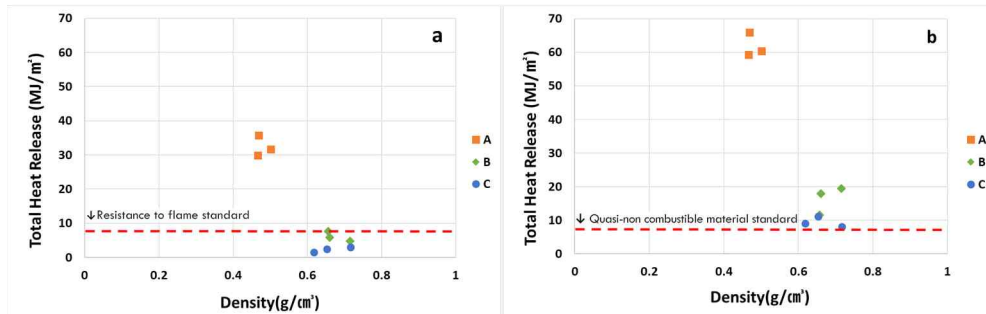 a
Total Heat Release (MJ/㎡)
70
60
50
40
30
20
10
0
↓Resistance to flame standard
0
0.2
0.4
0.6
0.8
1
Density(g/㎤)
A
B
C
b
Total Heat Release (MJ/㎡)
70
60
50
40
30
20
10
0
↓ Quasi-non combustible material standard
0
0.2
0.4
0.6
0.8
1
Density(g/㎤)
A
B
C